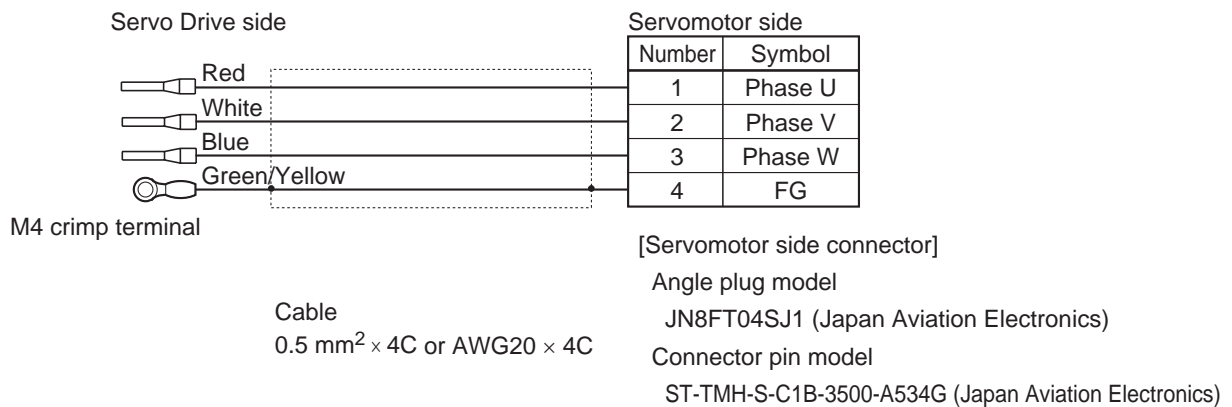 Servo Drive side
Servomotor side
Number Symbol
Red
1 Phase U
White
2 Phase V
Blue
3 Phase W
Green/Yellow
4 FG
M4 crimp terminal
[Servomotor side connector]
Angle plug model
JN8FT04SJ1 (Japan Aviation Electronics)
Connector pin model
ST-TMH-S-C1B-3500-A534G (Japan Aviation Electronics)
Cable
0.5 mm² × 4C or AWG20 × 4C